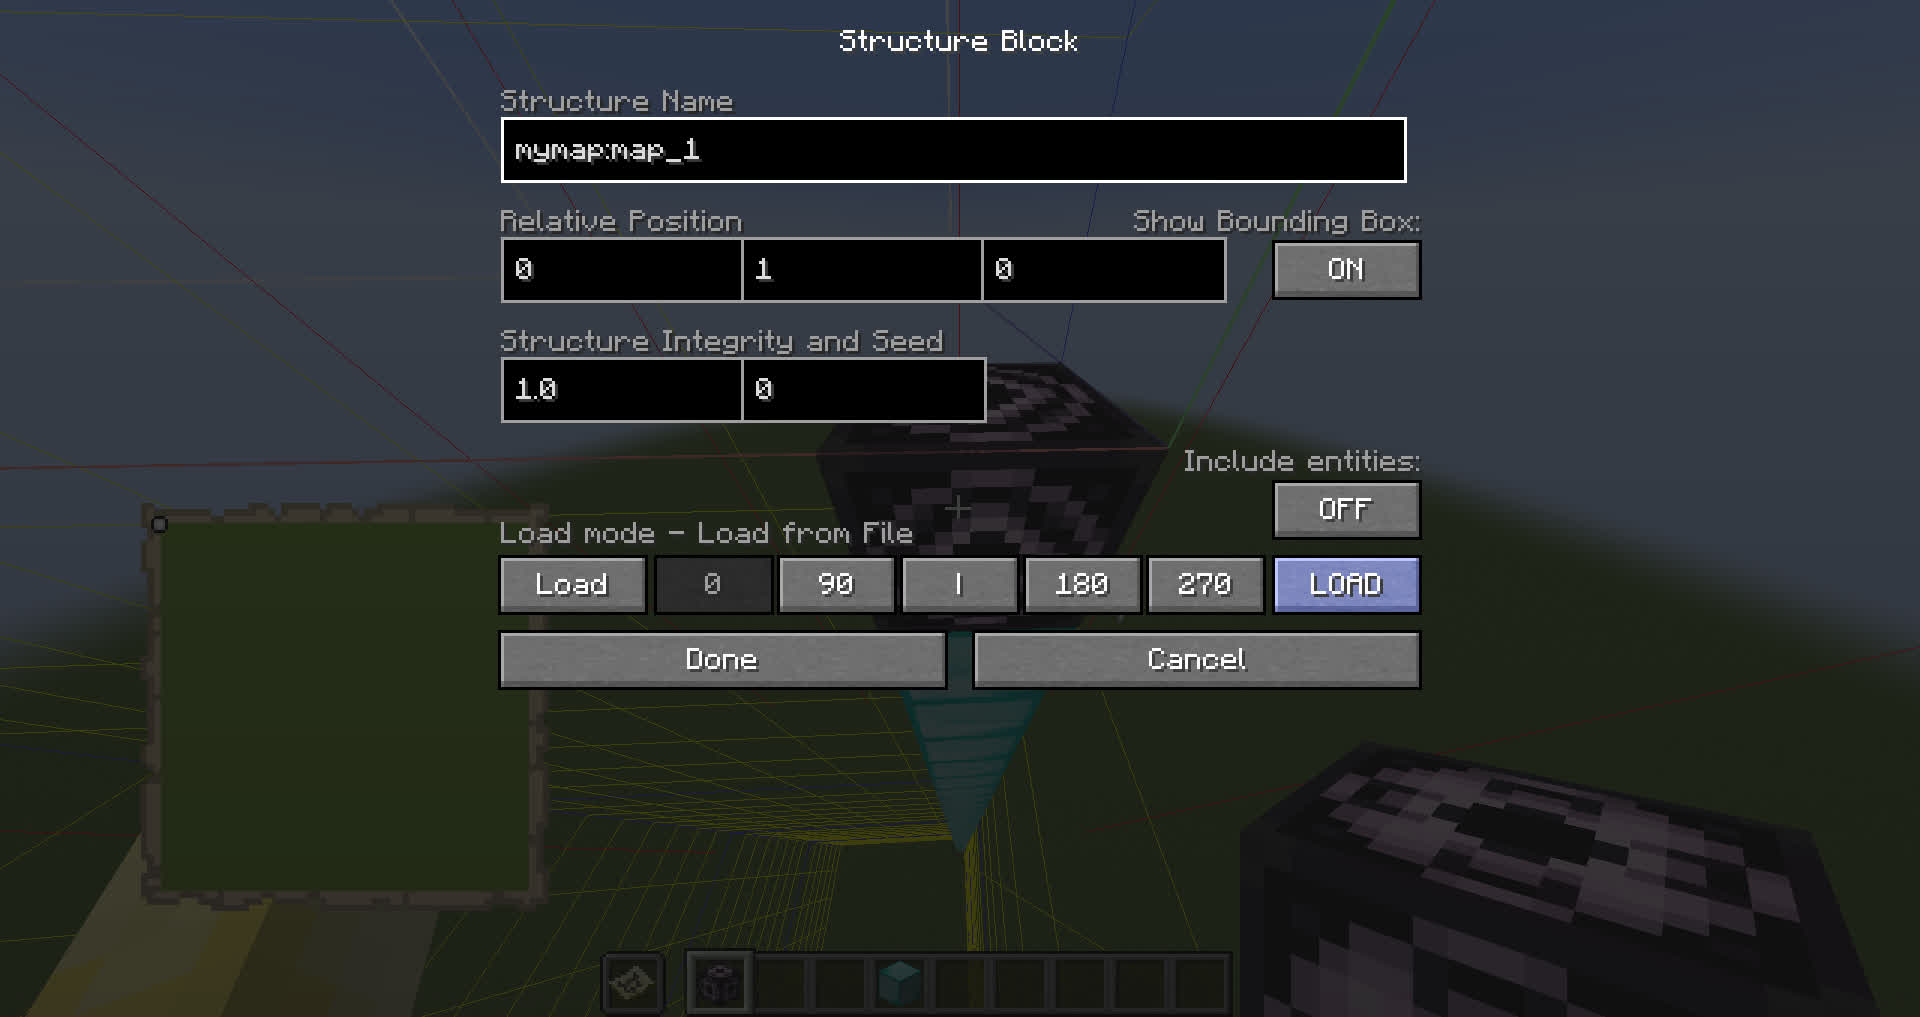 Structure Block
Structure Name
mymap:map_1
Relative Position Show Bounding Box:
0 1 0 ON
Structure Integrity and Seed
1.0 0
Include entities:
OFF
Load mode - Load from File
Load 0 90 | 180 270 LOAD
Done Cancel